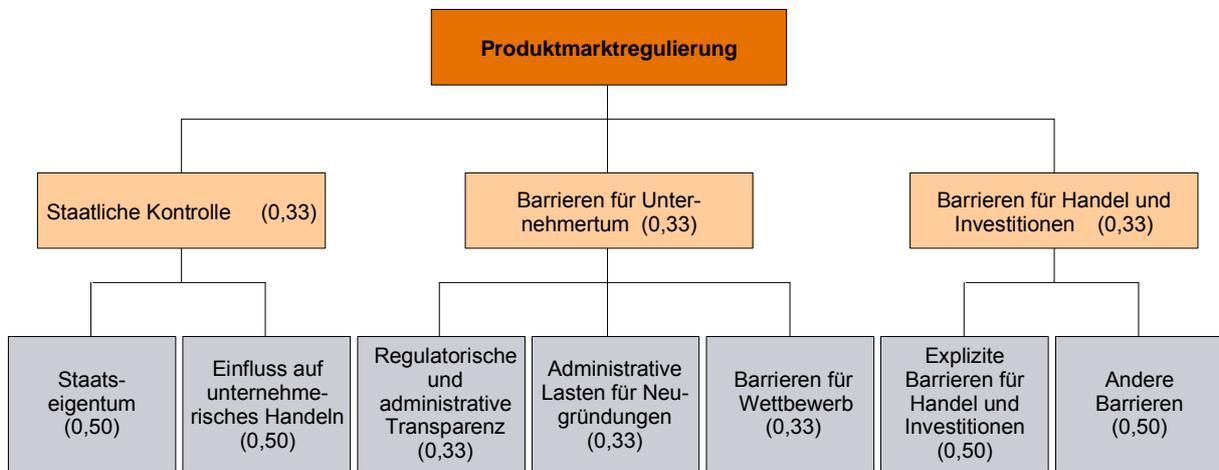 Produktmarktregulierung
Staatliche Kontrolle (0,33)
Barrieren für Unter-
nehmertum (0,33)
Barrieren für Handel und
Investitionen (0,33)
Staats-
eigentum
(0,50)
Einfluss auf
unternehme-
risches Handeln
(0,50)
Regulatorische
und
administrative
Transparenz
(0,33)
Administrative
Lasten für Neu-
gründungen
(0,33)
Barrieren für
Wettbewerb
(0,33)
Explizite
Barrieren für
Handel und
Investitionen
(0,50)
Andere
Barrieren
(0,50)